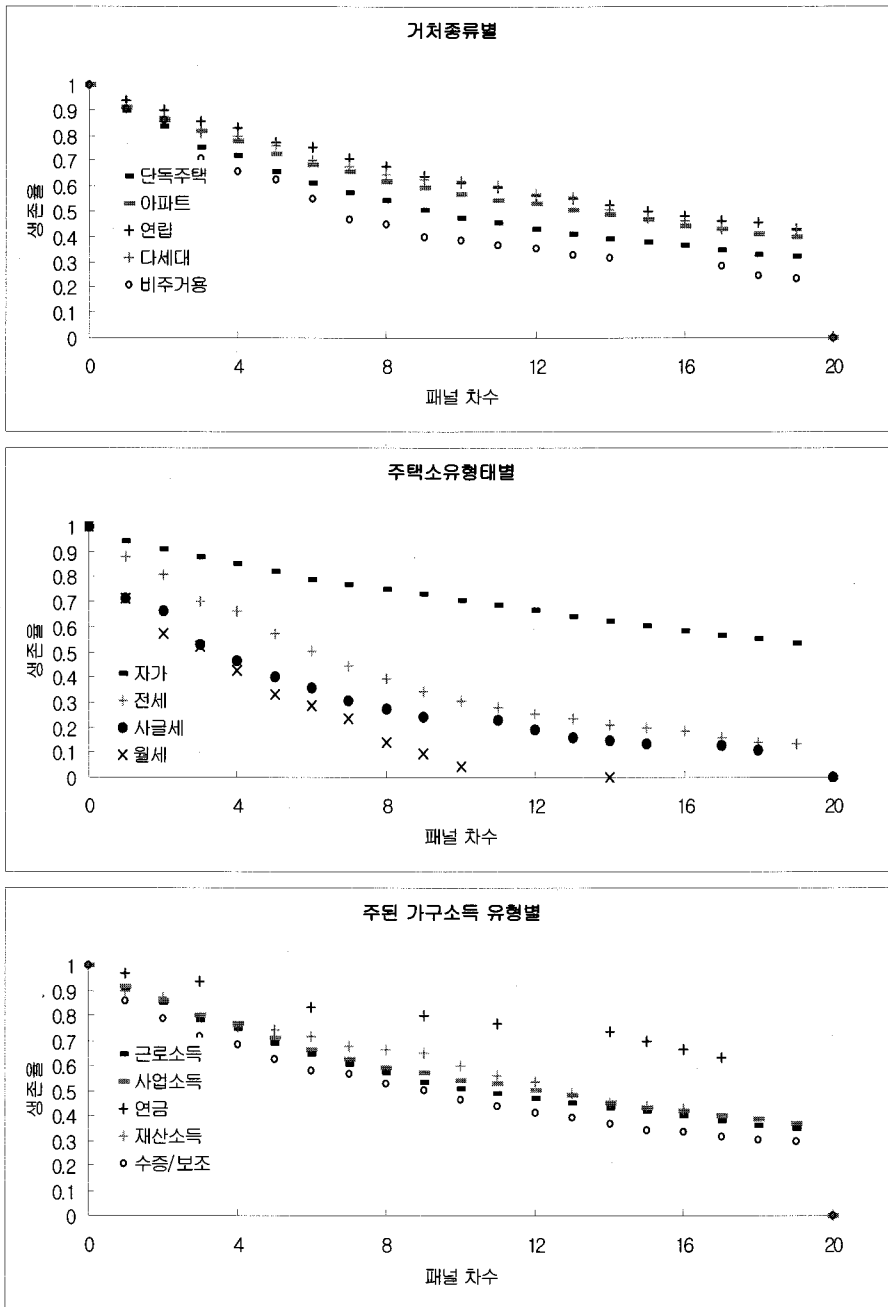 거처종류별
1
0.9
0.8
0.7
0.6
0.5
0.4
0.3
0.2
0.1
0
생존율
단독주택
아파트
연립
다세대
비주거용
0 4 8 12 16 20
패널 차수
주택소유형태별
1
0.9
0.8
0.7
0.6
0.5
0.4
0.3
0.2
0.1
0
생존율
자가
전세
사글세
월세
0 4 8 12 16 20
패널 차수
주된 가구소득 유형별
1
0.9
0.8
0.7
0.6
0.5
0.4
0.3
0.2
0.1
0
생존율
근로소득
사업소득
연금
재산소득
수증/보조
0 4 8 12 16 20
패널 차수